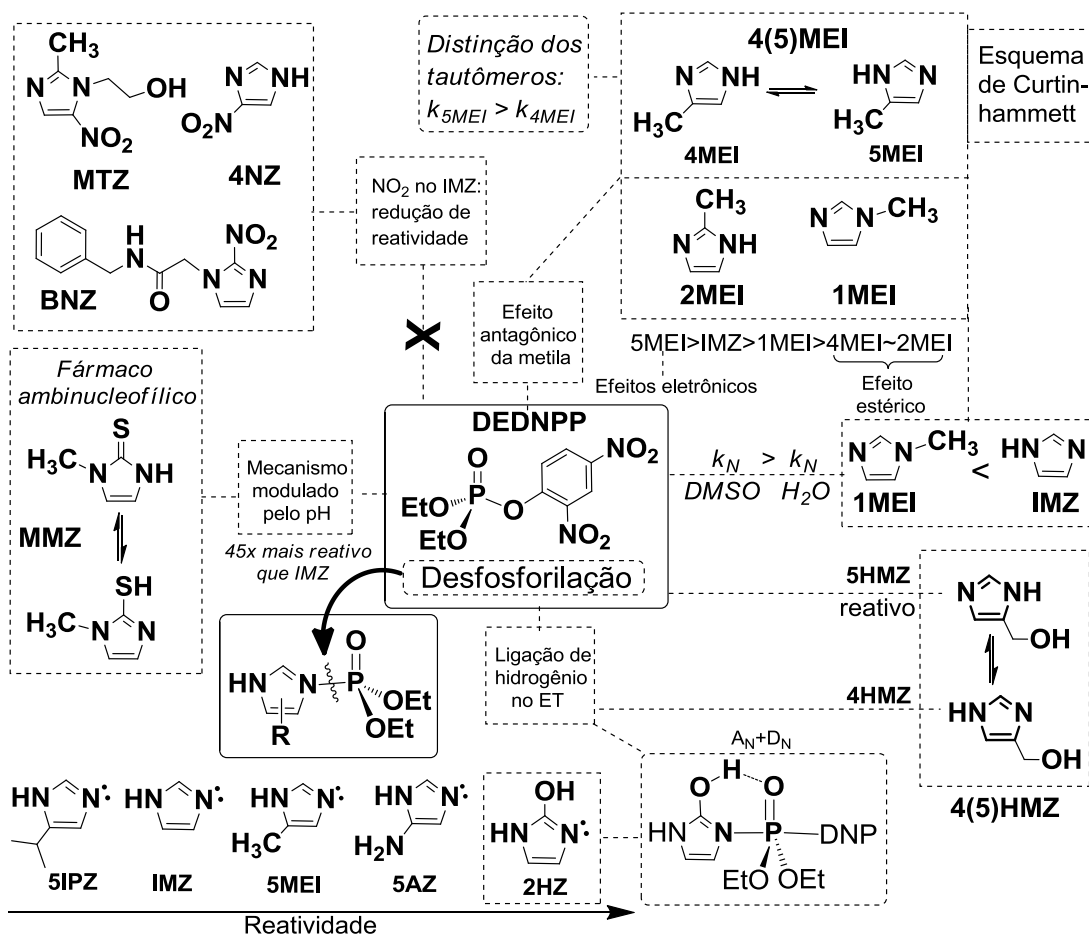 CH₃
N
N
OH
NO₂
MTZ
N
NH
O₂N
4NZ
H
N
O
NO₂
N
N
BNZ
NO₂ no IMZ:
redução de
reatividade
X
Distinção dos
tautômeros:
k5MEI > k4MEI
4(5)MEI
N
NH
H₃C
4MEI
HN
N
H₃C
5MEI
Esquema
de Curtin-
hammett
CH₃
N
NH
2MEI
N
N
CH₃
1MEI
Efeito
antagônico
da metila
5MEI>IMZ>1MEI>4MEI~2MEI
Efeitos eletrônicos
Efeito
estérico
Fármaco
ambinucleofílico
S
H₃C
N
NH
MMZ
SH
H₃C
N
N
Mecanismo
modulado
pelo pH
45x mais reativo
que IMZ
DEDNPP
O
NO₂
EtO
P
O
EtO
NO₂
Desfosforilação
kN > kN
DMSO H₂O
N
N
CH₃
1MEI
<
HN
N
IMZ
5HMZ
reativo
N
NH
OH
4HMZ
HN
N
OH
4(5)HMZ
O
HN
N
P
OEt
OEt
R
Ligação de
hidrogênio
no ET
AN+DN
H
O
O
HN
N
P
DNP
EtO
OEt
HN
N:
5IPZ
HN
N:
IMZ
HN
N:
H₃C
5MEI
HN
N:
H₂N
5AZ
OH
HN
N:
2HZ
Reatividade